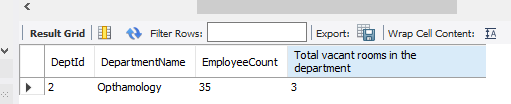 Result Grid Filter Rows: Export: Wrap Cell Content: IA
DeptId DepartmentName EmployeeCount Total vacant rooms in the
department
2 Opthamology 35 3